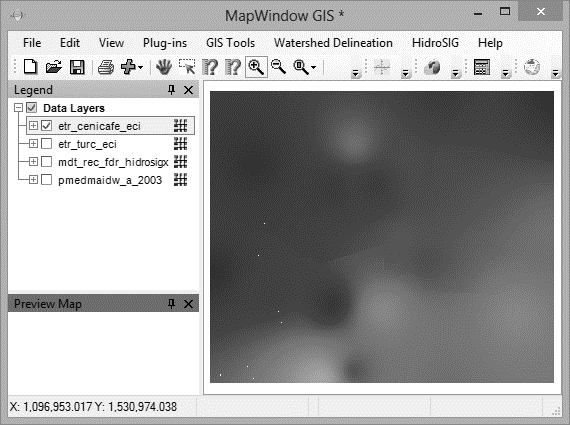 MapWindow GIS *
File Edit View Plug-ins GIS Tools Watershed Delineation HidroSIG Help
Legend
Data Layers
etr_cenicafe_eci
etr_turc_eci
mdt_rec_fdr_hidrosigx
pmedmaidw_a_2003
Preview Map
X: 1,096,953.017 Y: 1,530,974.038